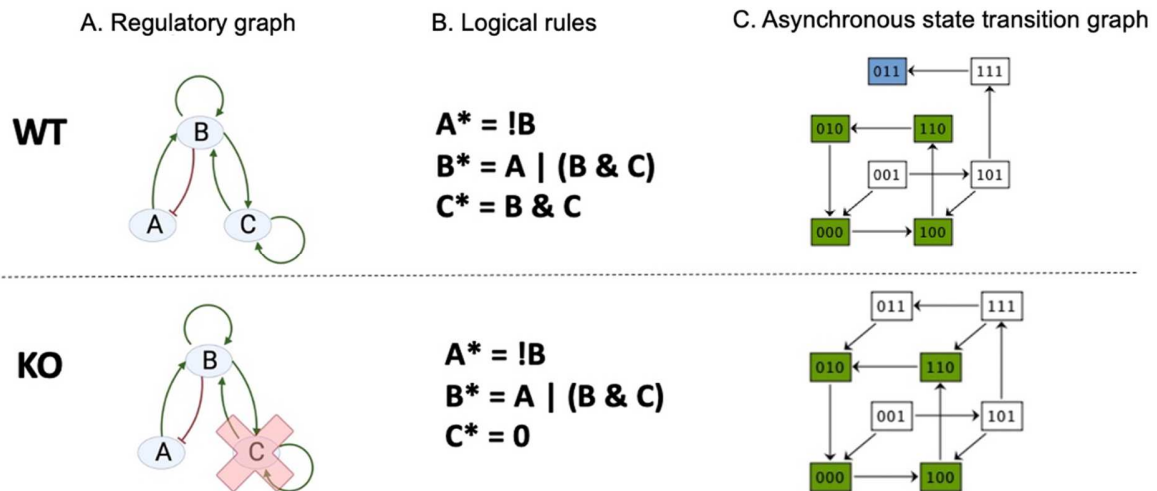 A. Regulatory graph
B. Logical rules
C. Asynchronous state transition graph
WT
B
A
C
A* = !B
B* = A | (B & C)
C* = B & C
011
111
010
110
001
101
000
100
KO
B
A
C
A* = !B
B* = A | (B & C)
C* = 0
011
111
010
110
001
101
000
100